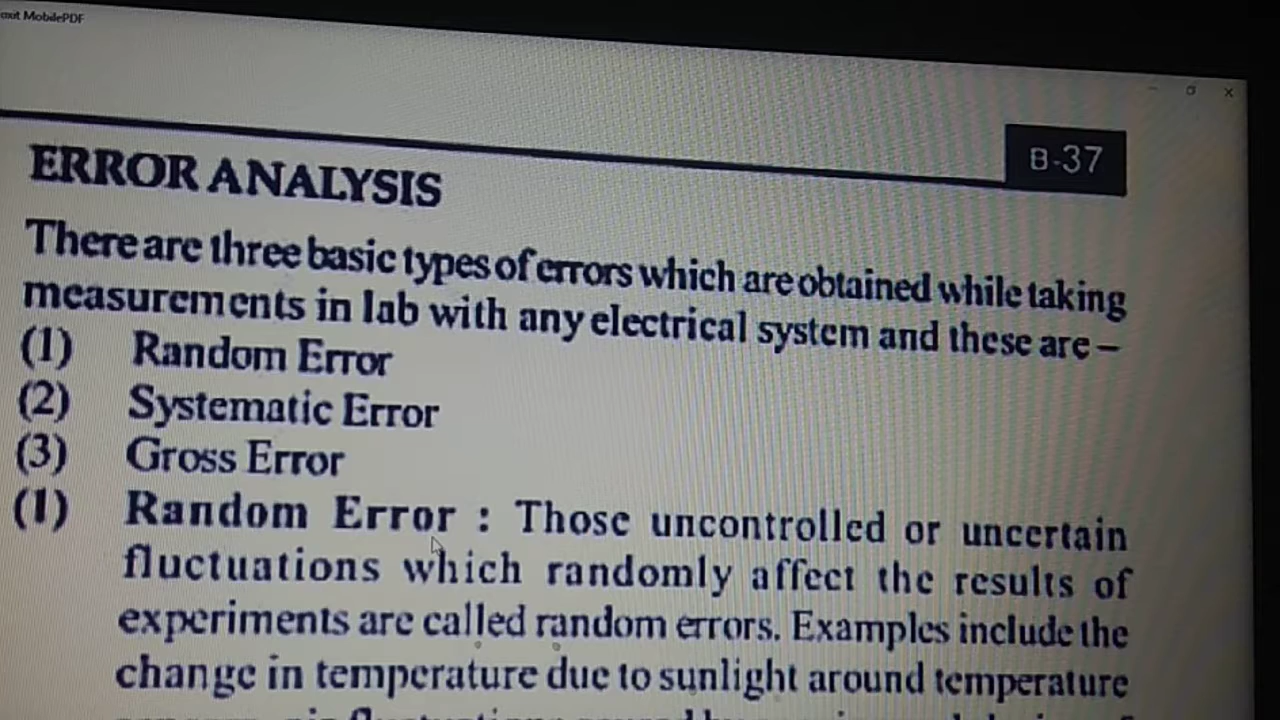 out MobilePDF
B-37
ERROR ANALYSIS
There are three basic types of errors which are obtained while taking
measurements in lab with any electrical system and these are –
(1) Random Error
(2) Systematic Error
(3) Gross Error
(1) Random Error : Those uncontrolled or uncertain
fluctuations which randomly affect the results of
experiments are called random errors. Examples include the
change in temperature due to sunlight around temperature